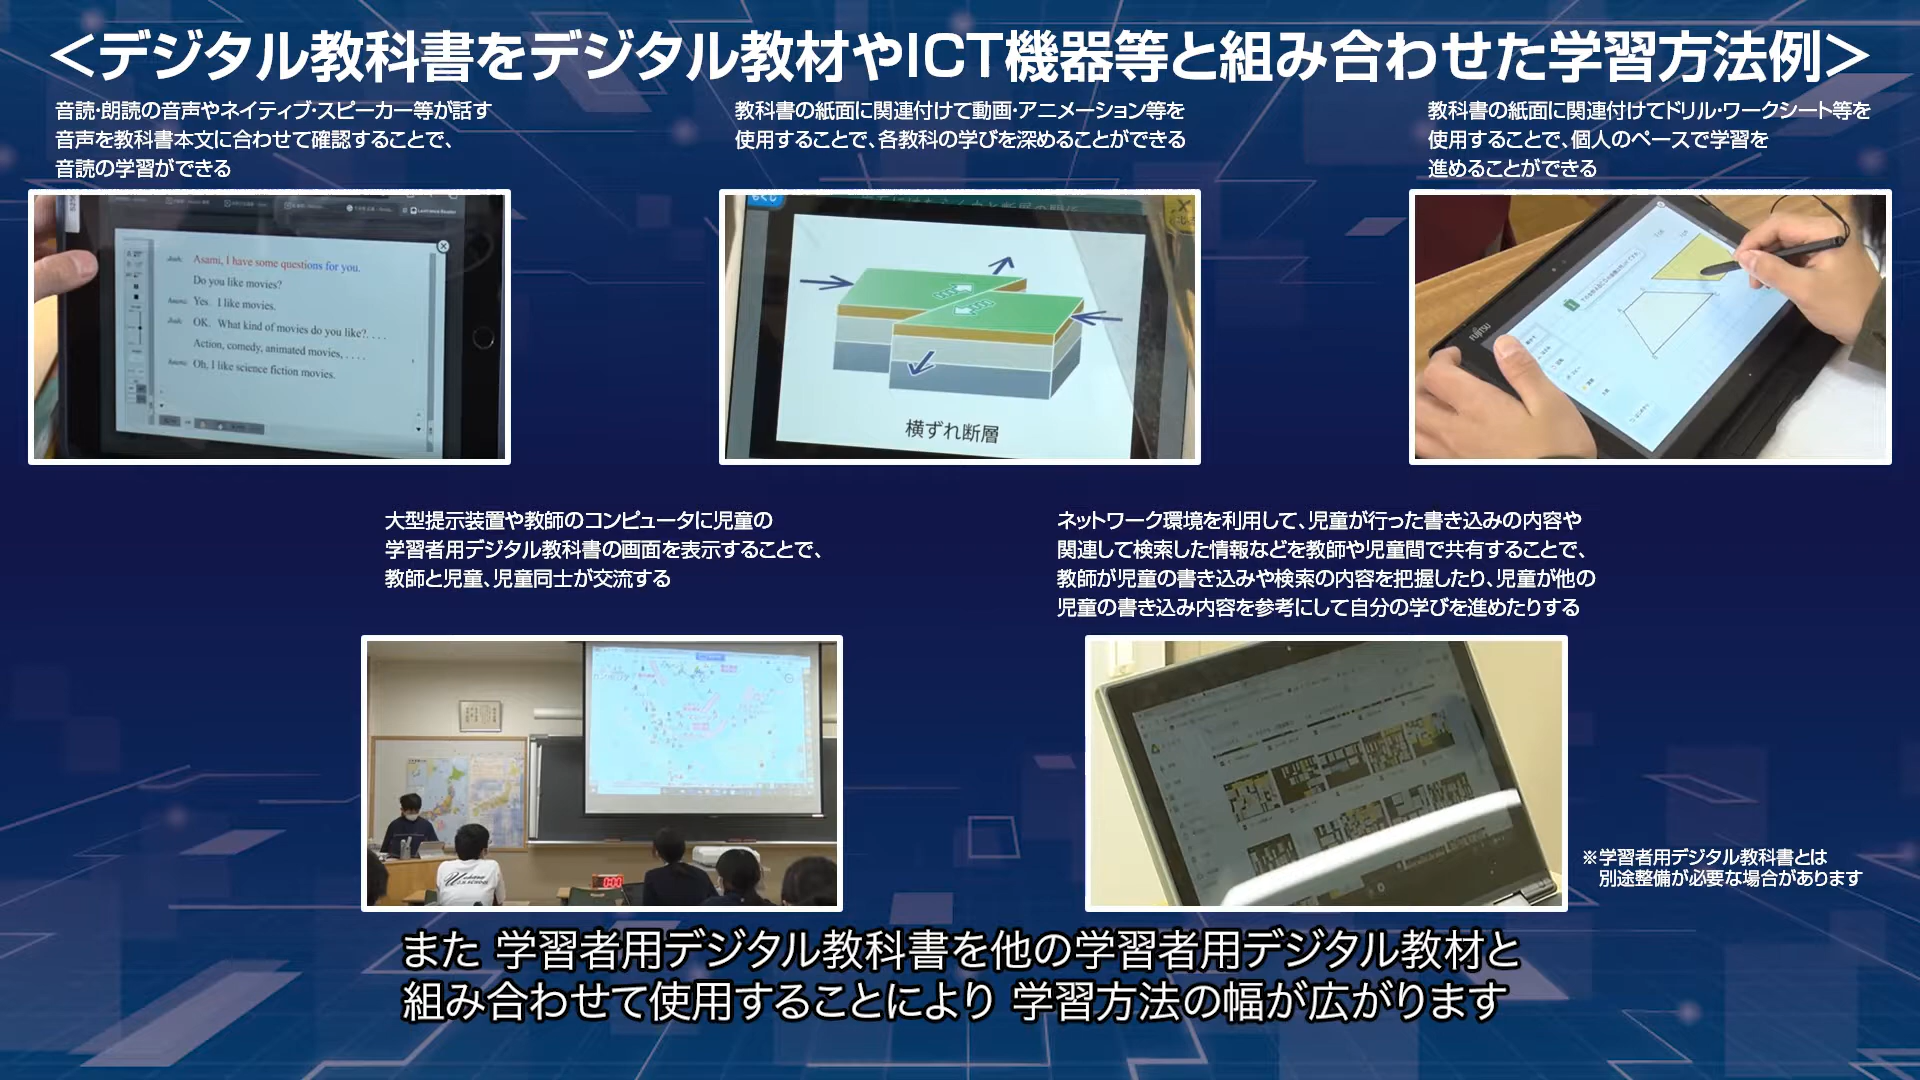 ＜デジタル教科書をデジタル教材やICT機器等と組み合わせた学習方法例＞
音読・朗読の音声やネイティブ・スピーカー等が話す
音声を教科書本文に合わせて確認することで、
音読の学習ができる
教科書の紙面に関連付けて動画・アニメーション等を
使用することで、各教科の学びを深めることができる
教科書の紙面に関連付けてドリル・ワークシート等を
使用することで、個人のペースで学習を
進めることができる
Asami, I have some questions for you.
Do you like movies?
Yes. I like movies.
OK. What kind of movies do you like?. . . .
Action, comedy, animated movies, . . . .
Oh, I like science fiction movies.
もくじ
横ずれ断層
FUJITSU
大型提示装置や教師のコンピュータに児童の
学習者用デジタル教科書の画面を表示することで、
教師と児童、児童同士が交流する
ネットワーク環境を利用して、児童が行った書き込みの内容や
関連して検索した情報などを教師や児童間で共有することで、
教師が児童の書き込みや検索の内容を把握したり、児童が他の
児童の書き込み内容を参考にして自分の学びを進めたりする
0:00
※学習者用デジタル教科書とは
別途整備が必要な場合があります
また 学習者用デジタル教科書を他の学習者用デジタル教材と
組み合わせて使用することにより 学習方法の幅が広がります